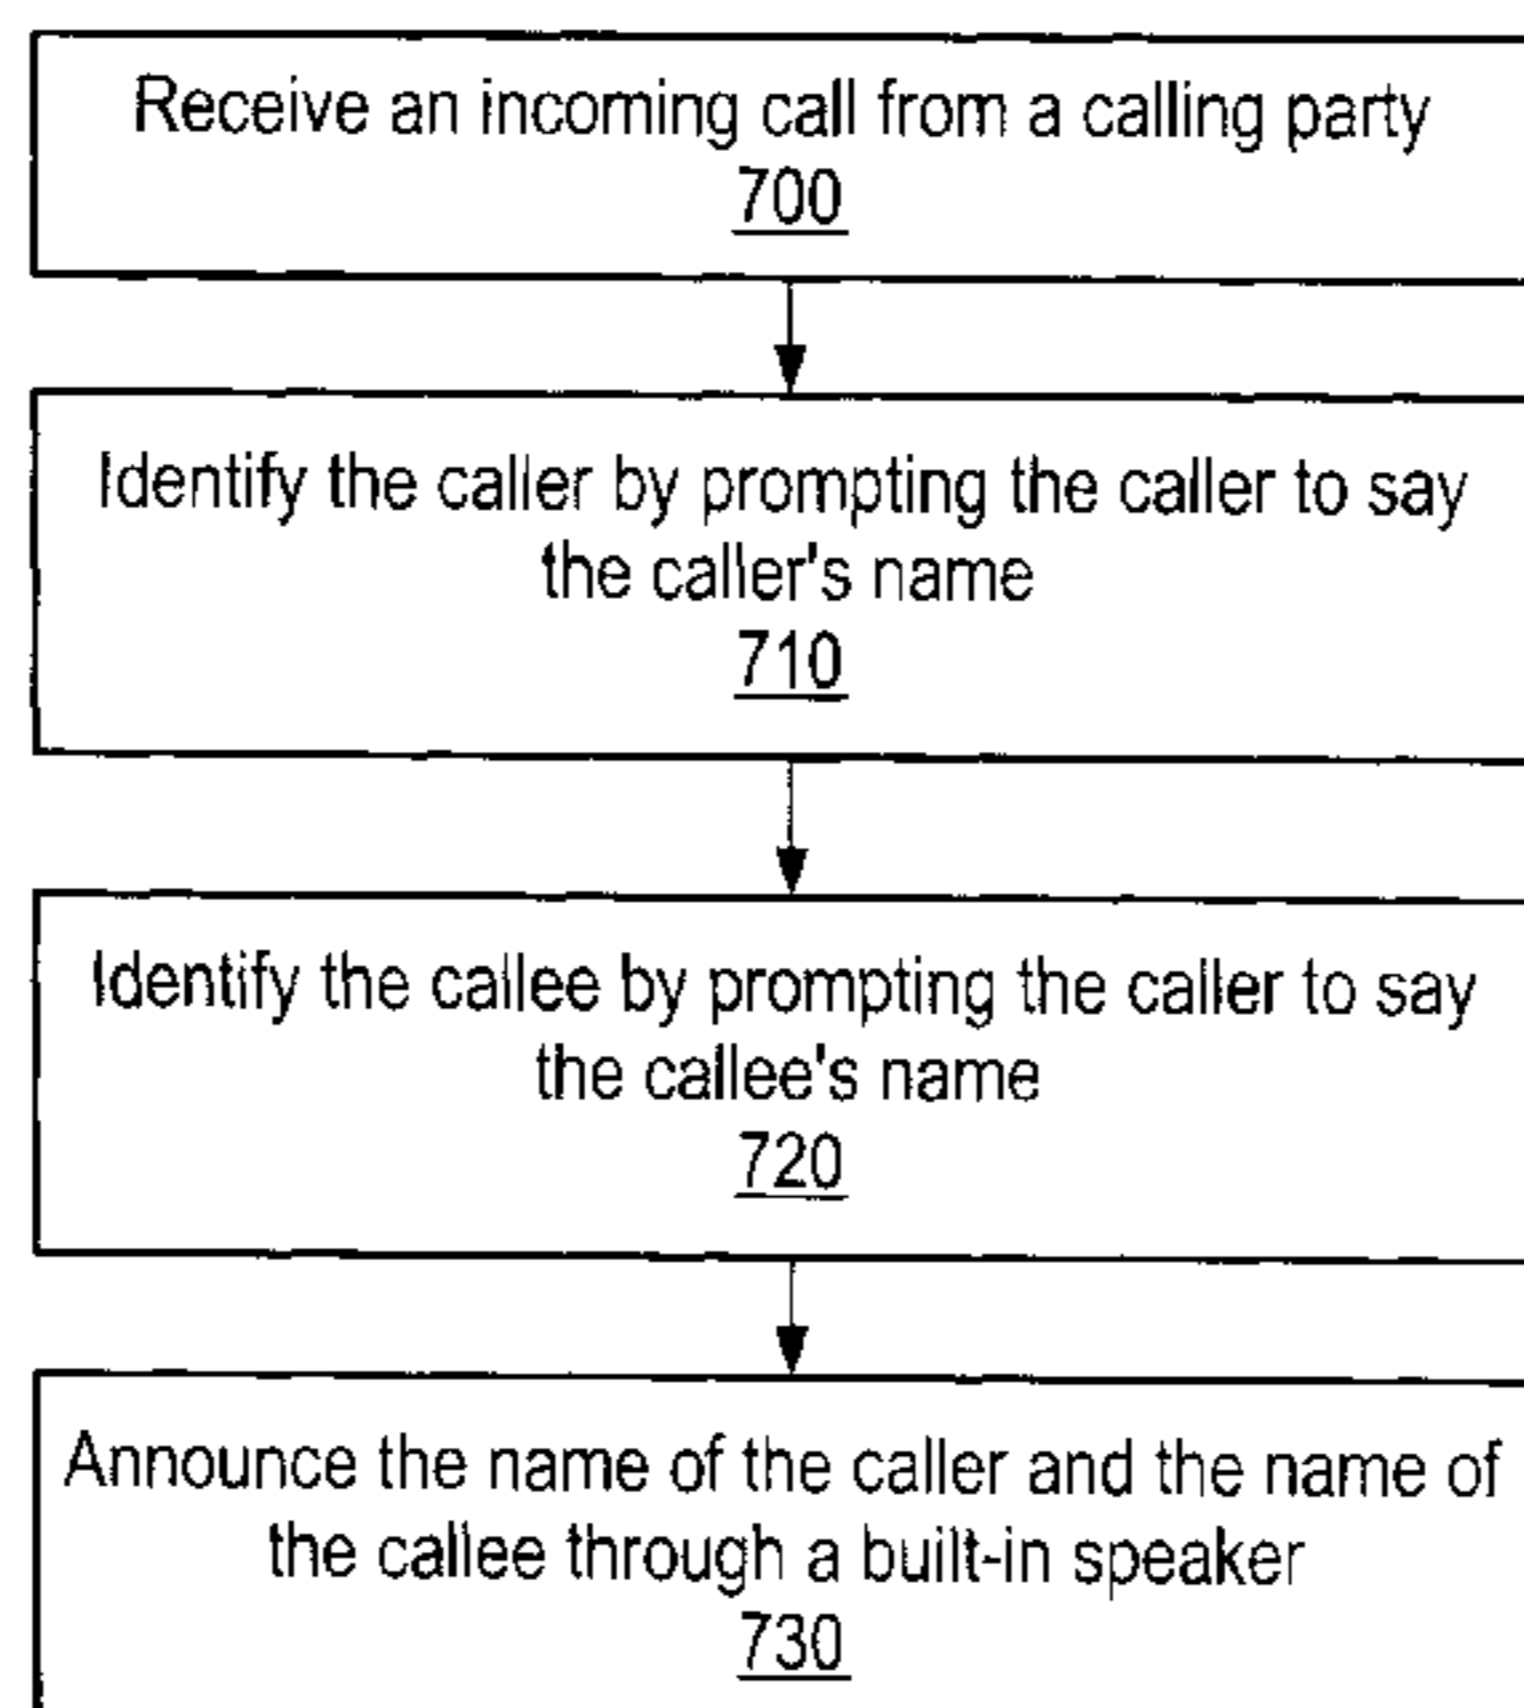 Receive an incoming call from a calling party
700
Identify the caller by prompting the caller to say
the caller's name
710
Identify the callee by prompting the caller to say
the callee's name
720
Announce the name of the caller and the name of
the callee through a built-in speaker
730